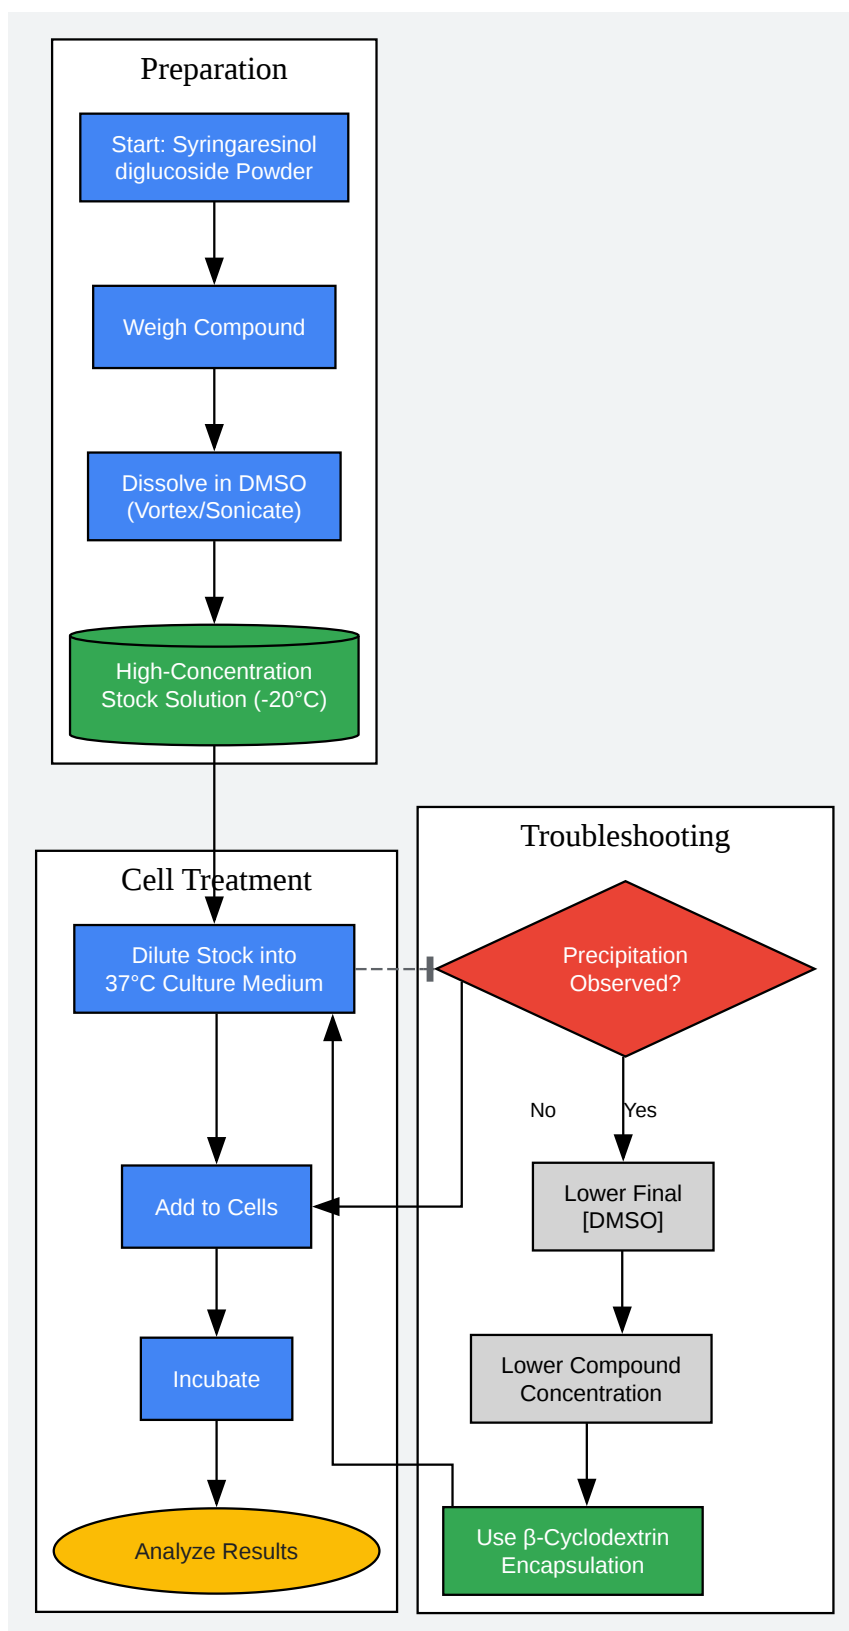 Preparation
Start: Syringaresinol
diglucoside Powder
Weigh Compound
Dissolve in DMSO
(Vortex/Sonicate)
High-Concentration
Stock Solution (-20°C)
Cell Treatment
Dilute Stock into
37°C Culture Medium
Add to Cells
Incubate
Analyze Results
Troubleshooting
Precipitation
Observed?
No
Yes
Lower Final
[DMSO]
Lower Compound
Concentration
Use β-Cyclodextrin
Encapsulation